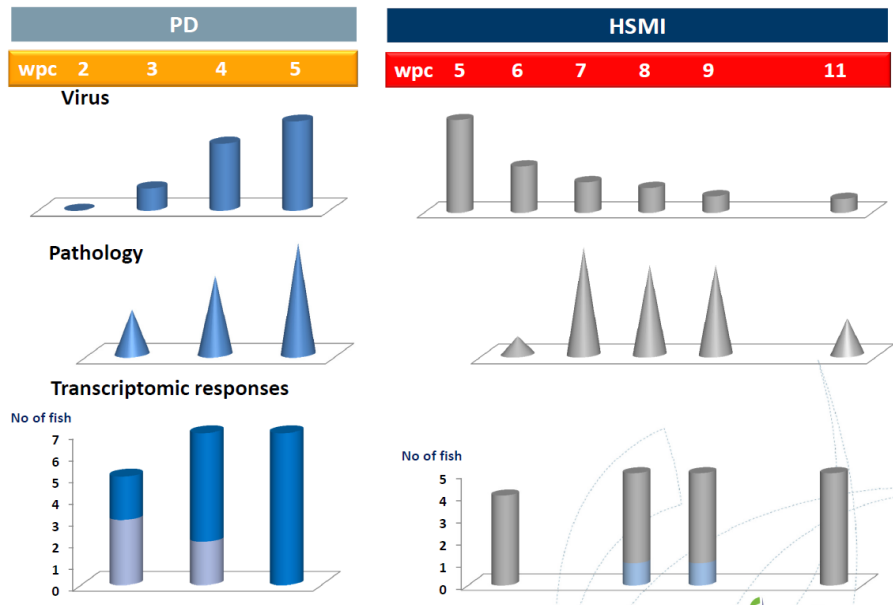 PD
HSMI
wpc 2 3 4 5
wpc 5 6 7 8 9 11
Virus
Pathology
Transcriptomic responses
No of fish
7
6
5
4
3
2
1
0
No of fish
5
4
3
2
1
0